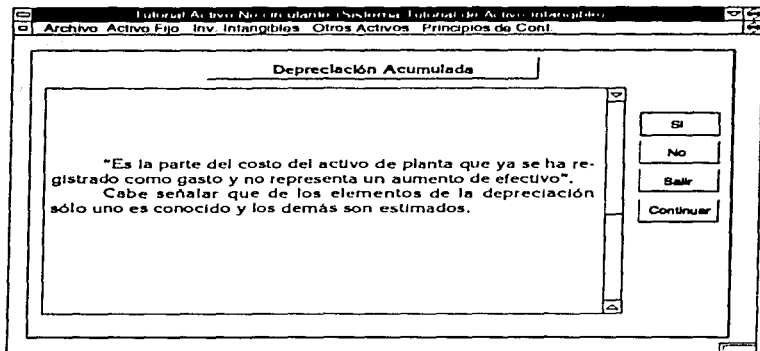 Tutorial Activo No circulante (Sistema Tutorial de Activo Intangible)
Archivo Activo Fijo Inv. Intangibles Otros Activos Principios de Cont.
Depreciación Acumulada
"Es la parte del costo del activo de planta que ya se ha re-
gistrado como gasto y no representa un aumento de efectivo".
Cabe señalar que de los elementos de la depreciación
sólo uno es conocido y los demás son estimados.
Si
No
Salir
Continuar